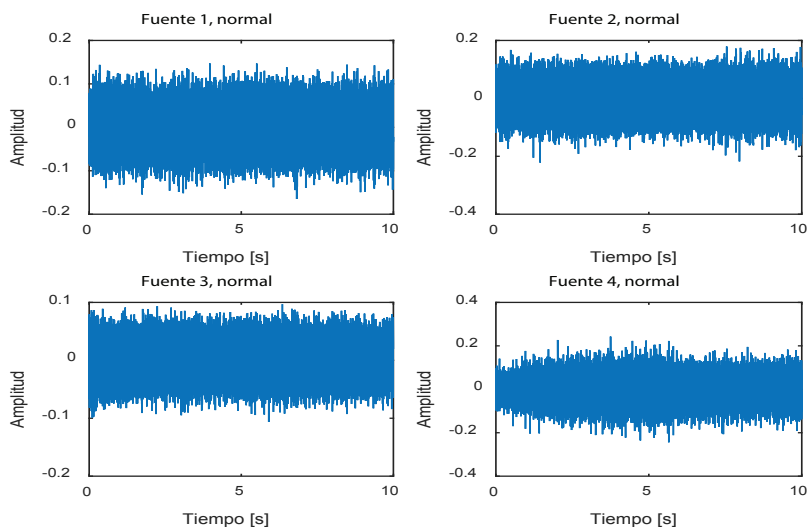 Fuente 1, normal
0.2
0.1
0
-0.1
-0.2
Amplitud
0 5 10
Tiempo [s]
Fuente 2, normal
0.2
0
-0.2
-0.4
Amplitud
0 5 10
Tiempo [s]
Fuente 3, normal
0.1
0
-0.1
-0.2
Amplitud
0 5 10
Tiempo [s]
Fuente 4, normal
0.4
0.2
0
-0.2
-0.4
Amplitud
0 5 10
Tiempo [s]